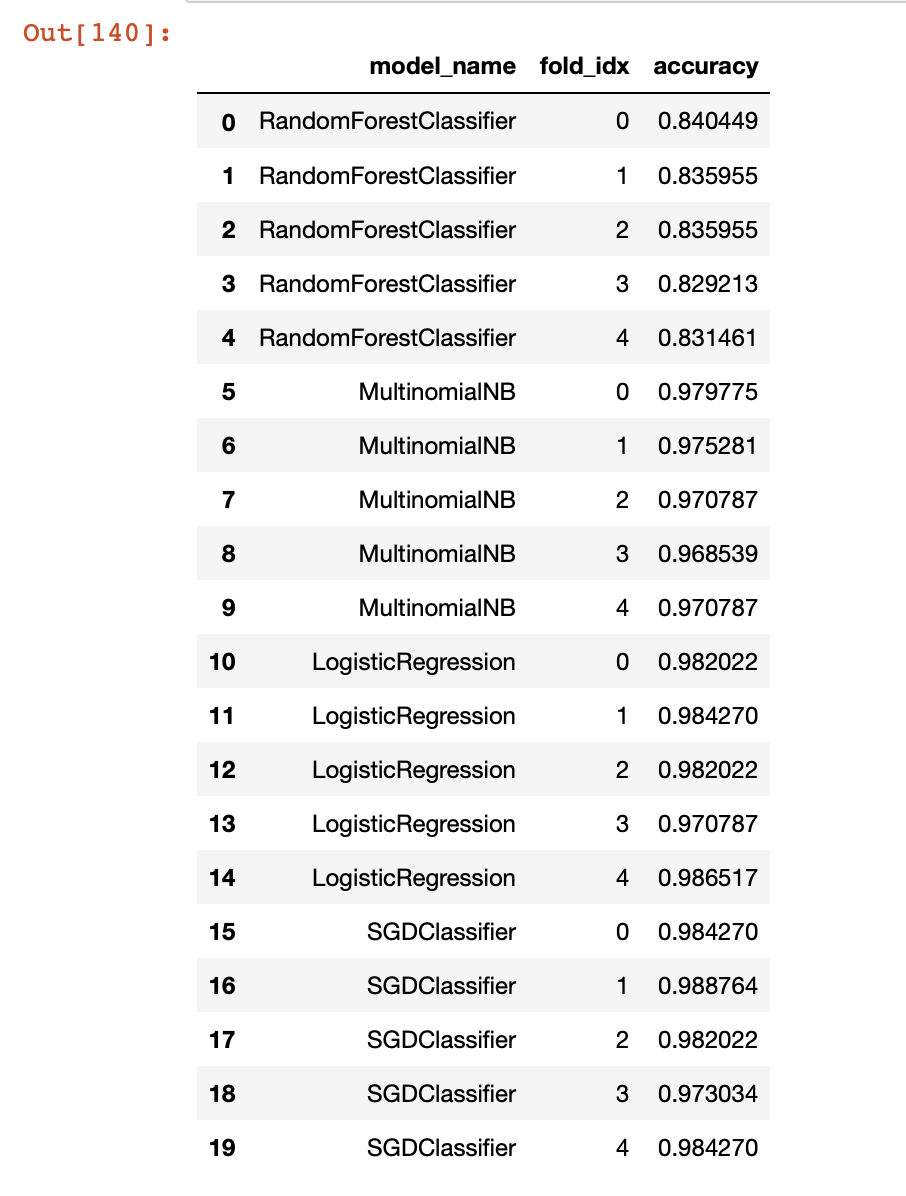 Out[140]:
model_name fold_idx accuracy
0 RandomForestClassifier 0 0.840449
1 RandomForestClassifier 1 0.835955
2 RandomForestClassifier 2 0.835955
3 RandomForestClassifier 3 0.829213
4 RandomForestClassifier 4 0.831461
5 MultinomialNB 0 0.979775
6 MultinomialNB 1 0.975281
7 MultinomialNB 2 0.970787
8 MultinomialNB 3 0.968539
9 MultinomialNB 4 0.970787
10 LogisticRegression 0 0.982022
11 LogisticRegression 1 0.984270
12 LogisticRegression 2 0.982022
13 LogisticRegression 3 0.970787
14 LogisticRegression 4 0.986517
15 SGDClassifier 0 0.984270
16 SGDClassifier 1 0.988764
17 SGDClassifier 2 0.982022
18 SGDClassifier 3 0.973034
19 SGDClassifier 4 0.984270